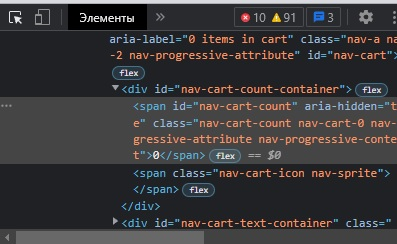 Элементы » 10 91 3
aria-label="0 items in cart" class="nav-a na
-2 nav-progressive-attribute" id="nav-cart">
flex
<div id="nav-cart-count-container"> flex
<span id="nav-cart-count" aria-hidden="t
e" class="nav-cart-count nav-cart-0 nav-
gressive-attribute nav-progressive-conte
t">0</span> flex == $0
<span class="nav-cart-icon nav-sprite">
</span> flex
</div>
<div id="nav-cart-text-container" class="